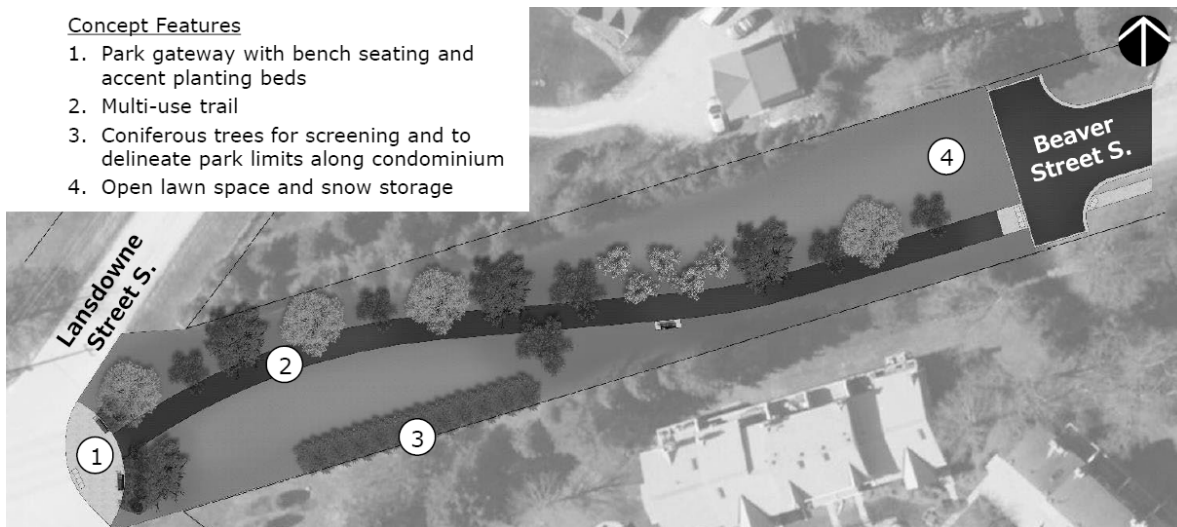 Concept Features
1. Park gateway with bench seating and
accent planting beds
2. Multi-use trail
3. Coniferous trees for screening and to
delineate park limits along condominium
4. Open lawn space and snow storage
Beaver
Street S.
4
Lansdowne
Street S.
2
3
1